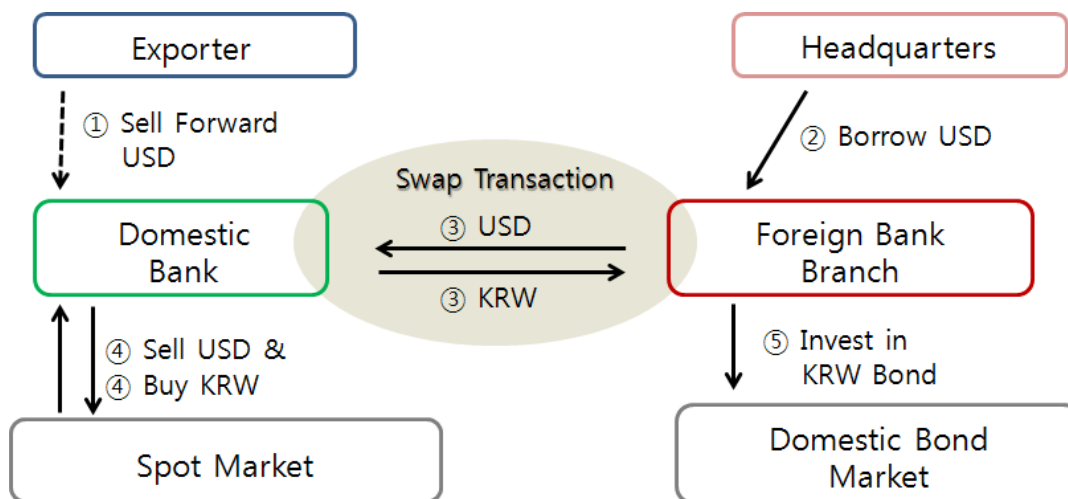 Exporter
Headquarters
① Sell Forward
USD
② Borrow USD
Swap Transaction
③ USD
Domestic
Bank
Foreign Bank
Branch
③ KRW
④ Sell USD &
④ Buy KRW
⑤ Invest in
KRW Bond
Spot Market
Domestic Bond
Market